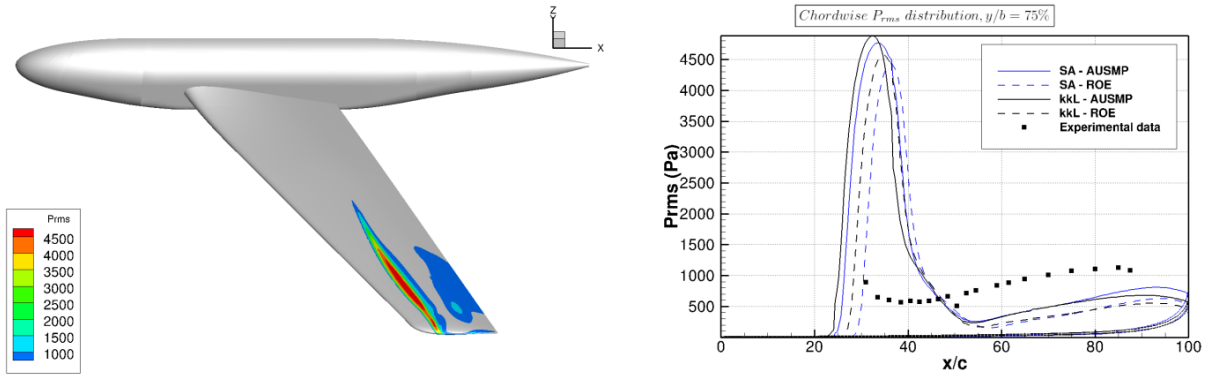 Z
X
Prms
4500
4000
3500
3000
2500
2000
1500
1000
Chordwise P_rms distribution, y/b = 75%
SA - AUSMP
SA - ROE
kkL - AUSMP
kkL - ROE
Experimental data
Prms (Pa)
4500
4000
3500
3000
2500
2000
1500
1000
500
0
0 20 40 60 80 100
x/c